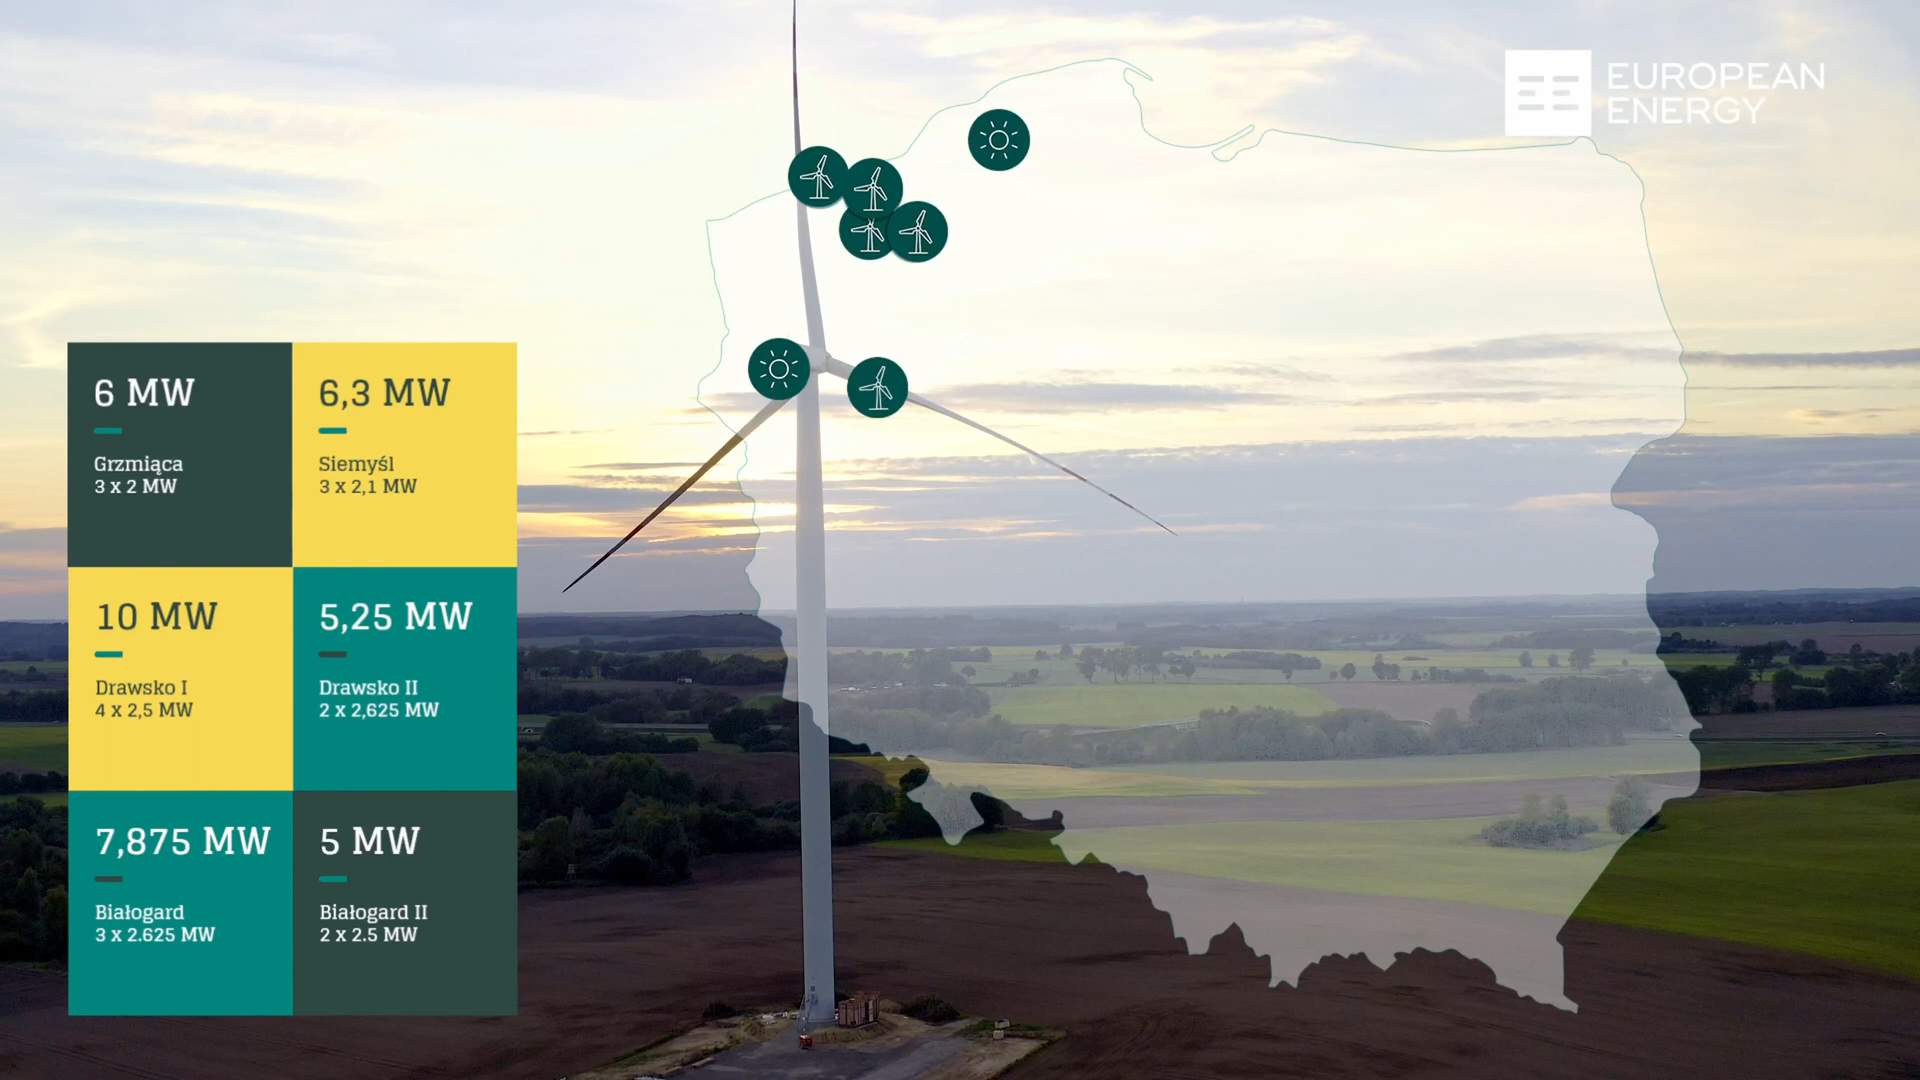 EUROPEAN
ENERGY
6 MW
Grzmiąca
3 x 2 MW
6,3 MW
Siemyśl
3 x 2,1 MW
10 MW
Drawsko I
4 x 2,5 MW
5,25 MW
Drawsko II
2 x 2,625 MW
7,875 MW
Białogard
3 x 2.625 MW
5 MW
Białogard II
2 x 2.5 MW